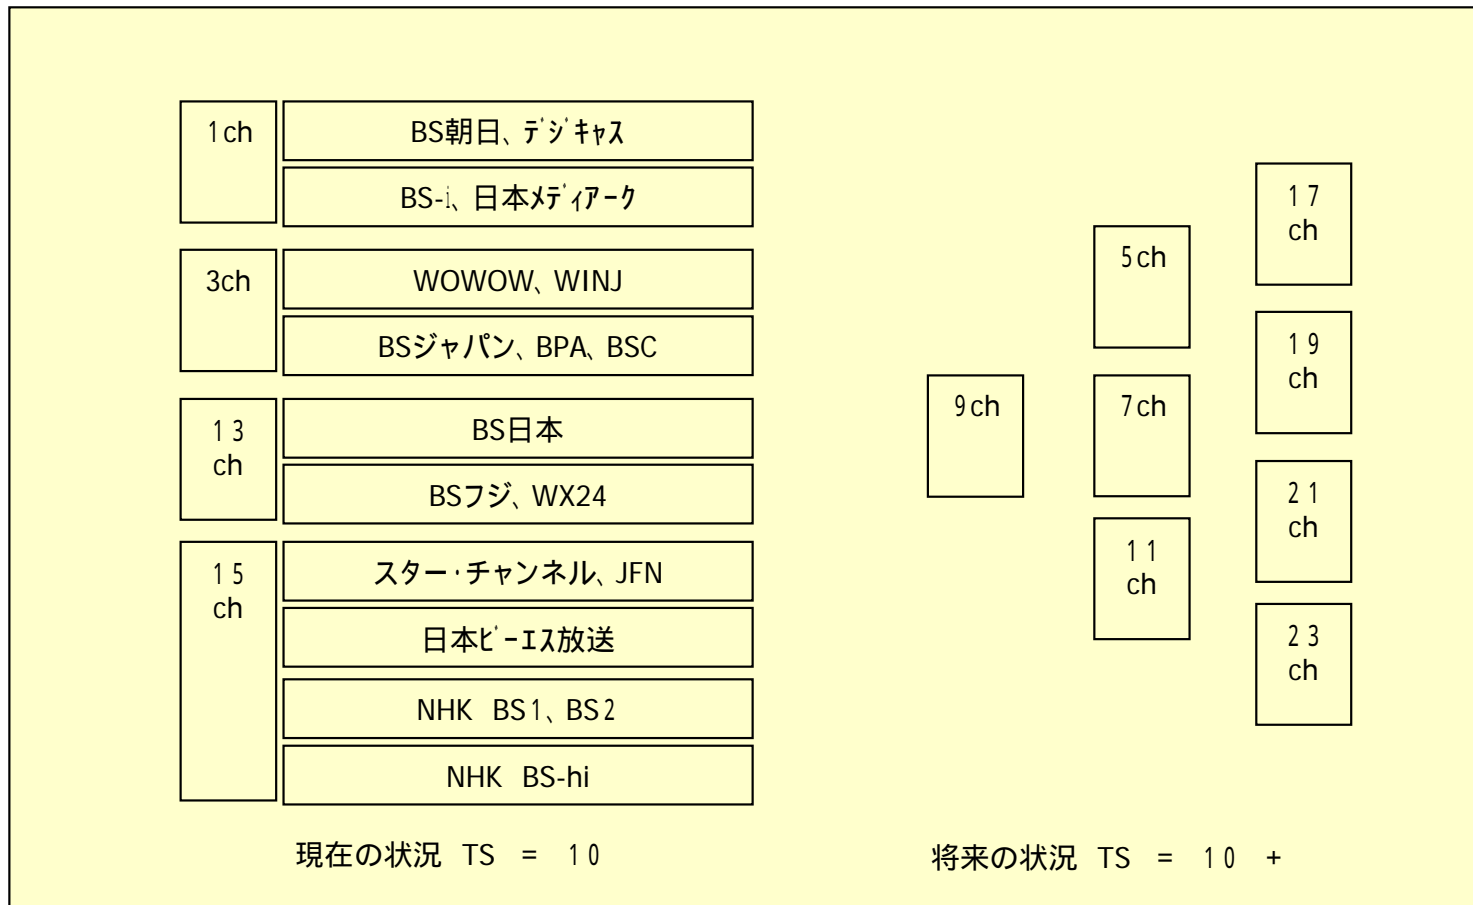 1ch
BS朝日、ﾃﾞｼﾞｷｬｽ
BS-i、日本ﾒﾃﾞｨｱｰｸ
3ch
WOWOW、WINJ
BSジャパン、BPA、BSC
13
ch
BS日本
BSフジ、WX24
15
ch
スター・チャンネル、JFN
日本ﾋﾞｰｴｽ放送
NHK BS1、BS2
NHK BS-hi
現在の状況 TS = 10
9ch
5ch
7ch
11
ch
17
ch
19
ch
21
ch
23
ch
将来の状況 TS = 10 +